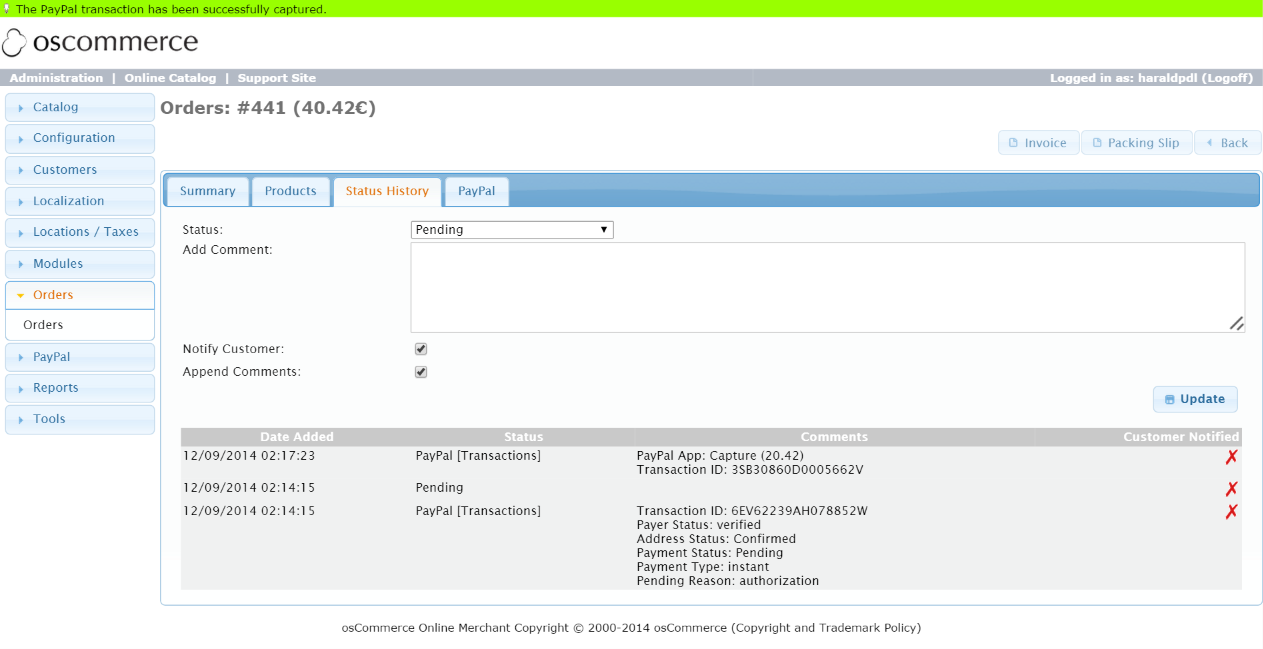 The PayPal transaction has been successfully captured.
oscommerce
Administration | Online Catalog | Support Site
Logged in as: haraldpdl (Logoff)
Catalog
Configuration
Customers
Localization
Locations / Taxes
Modules
Orders
Orders
PayPal
Reports
Tools
Orders: #441 (40.42€)
Invoice Packing Slip Back
Summary Products Status History PayPal
Status: Pending
Add Comment:
Notify Customer:
Append Comments:
Update
Date Added Status Comments Customer Notified
12/09/2014 02:17:23 PayPal [Transactions] PayPal App: Capture (20.42)
Transaction ID: 3SB30860D0005662V
12/09/2014 02:14:15 Pending
12/09/2014 02:14:15 PayPal [Transactions] Transaction ID: 6EV62239AH078852W
Payer Status: verified
Address Status: Confirmed
Payment Status: Pending
Payment Type: instant
Pending Reason: authorization
osCommerce Online Merchant Copyright © 2000-2014 osCommerce (Copyright and Trademark Policy)